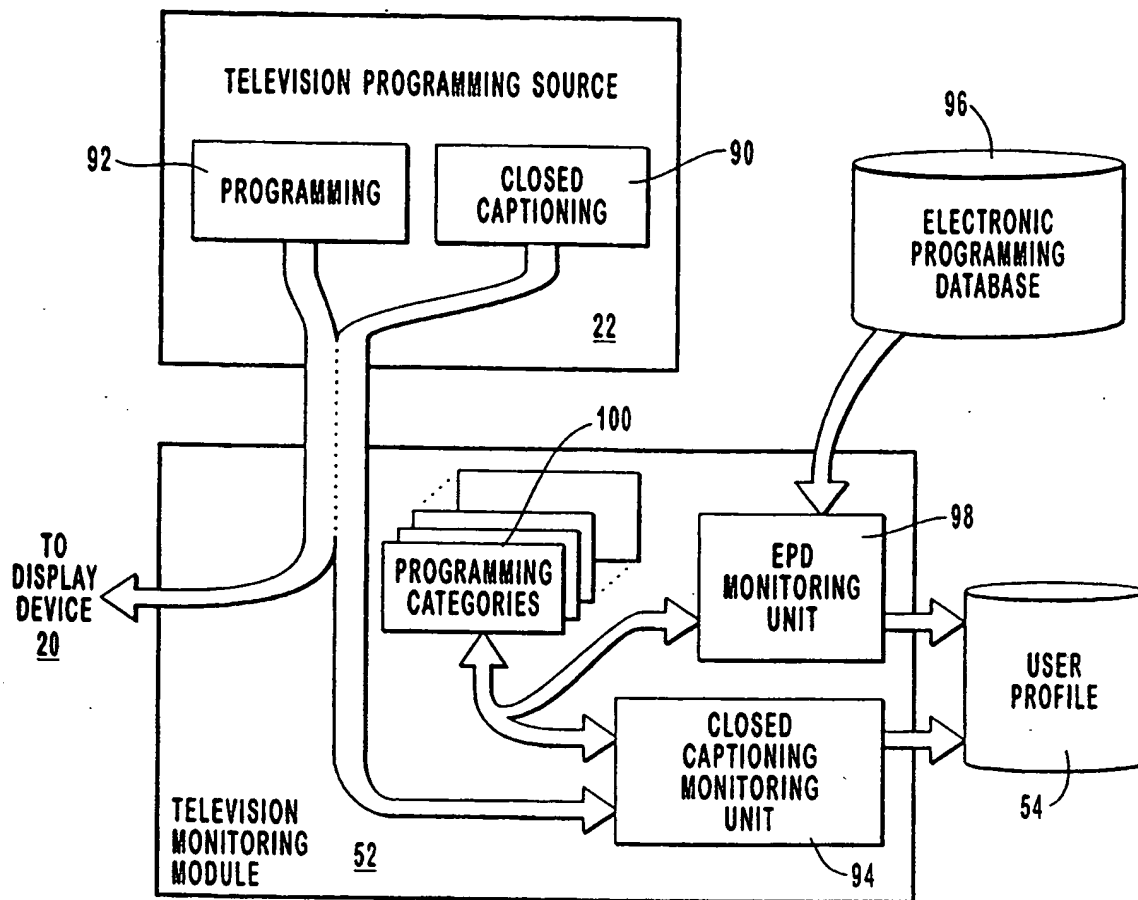 TELEVISION PROGRAMMING SOURCE
92
PROGRAMMING
90
CLOSED
CAPTIONING
22
96
ELECTRONIC
PROGRAMMING
DATABASE
100
PROGRAMMING
CATEGORIES
98
EPD
MONITORING
UNIT
TO
DISPLAY
DEVICE
20
USER
PROFILE
54
CLOSED
CAPTIONING
MONITORING
UNIT
94
TELEVISION
MONITORING
MODULE
52